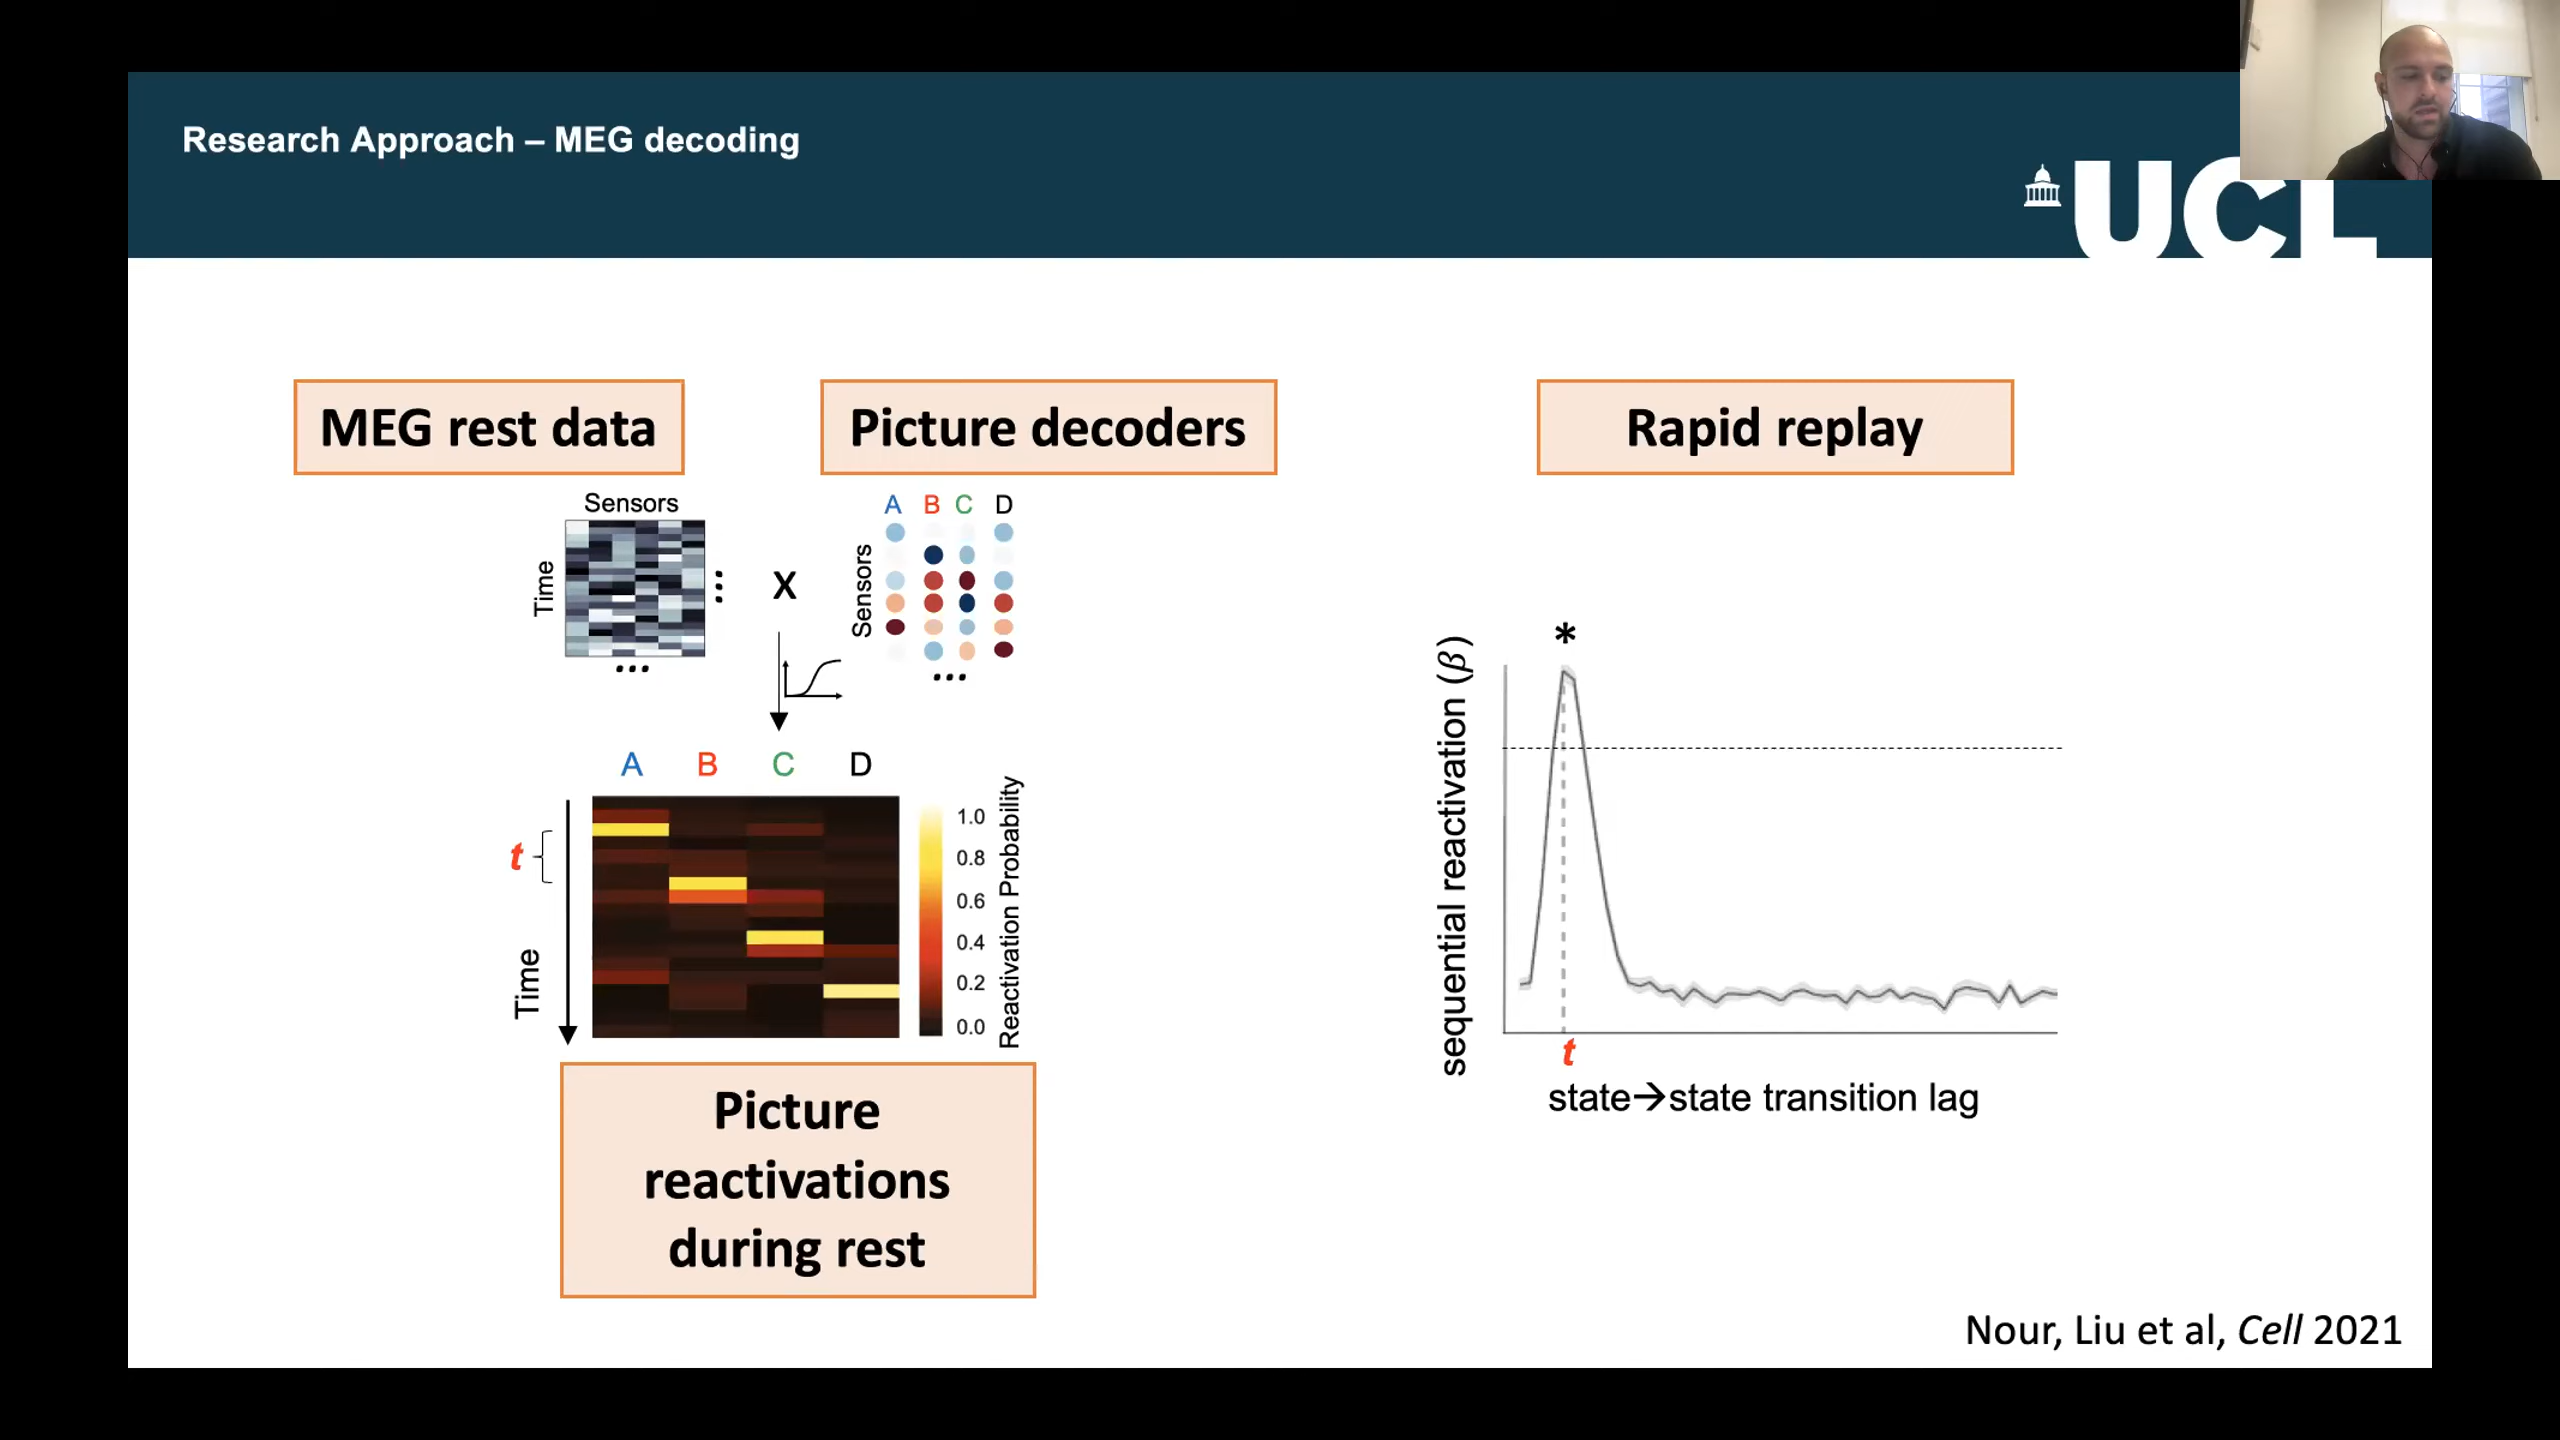 Research Approach – MEG decoding
UCL
MEG rest data
Picture decoders
Rapid replay
Sensors
Time
...
...
X
A B C D
Sensors
...
A B C D
t
Time
1.0
0.8
0.6
0.4
0.2
0.0
Reactivation Probability
Picture
reactivations
during rest
*
sequential reactivation (β)
t
state→state transition lag
Nour, Liu et al, Cell 2021